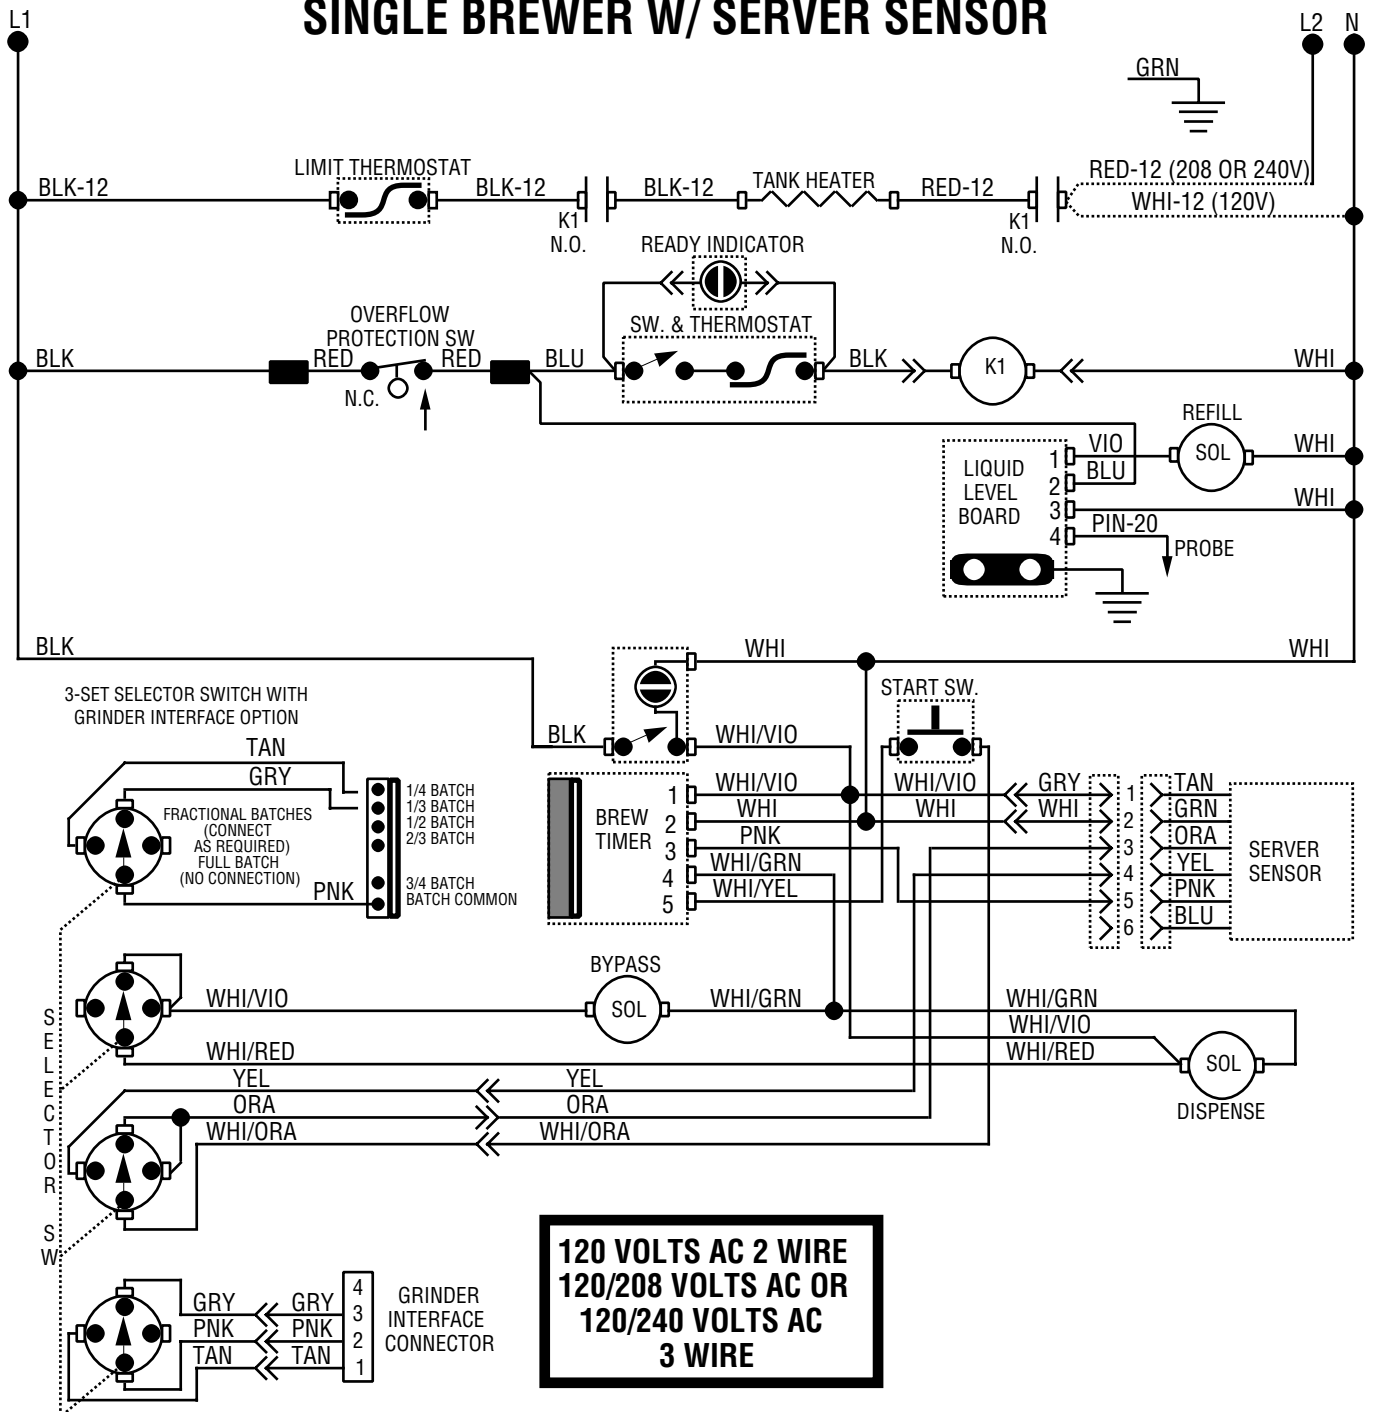 SINGLE BREWER W/ SERVER SENSOR
L1
L2 N
GRN
LIMIT THERMOSTAT
BLK-12
BLK-12
BLK-12
TANK HEATER
RED-12
RED-12 (208 OR 240V)
WHI-12 (120V)
K1
N.O.
K1
N.O.
READY INDICATOR
OVERFLOW
PROTECTION SW
SW. & THERMOSTAT
BLK
RED
RED
BLU
BLK
K1
WHI
N.C.
REFILL
LIQUID
LEVEL
BOARD
1
VIO
SOL
WHI
2
BLU
3
WHI
4
PIN-20
PROBE
BLK
WHI
WHI
3-SET SELECTOR SWITCH WITH
GRINDER INTERFACE OPTION
START SW.
BLK
WHI/VIO
TAN
GRY
FRACTIONAL BATCHES
(CONNECT
AS REQUIRED)
FULL BATCH
(NO CONNECTION)
PNK
1/4 BATCH
1/3 BATCH
1/2 BATCH
2/3 BATCH
3/4 BATCH
BATCH COMMON
BREW
TIMER
1
WHI/VIO
WHI/VIO
GRY
1
TAN
2
WHI
WHI
WHI
2
GRN
3
PNK
3
ORA
4
WHI/GRN
4
YEL
5
WHI/YEL
5
PNK
6
BLU
SERVER
SENSOR
BYPASS
WHI/VIO
SOL
WHI/GRN
WHI/GRN
WHI/VIO
WHI/RED
WHI/RED
SOL
DISPENSE
YEL
YEL
ORA
ORA
WHI/ORA
WHI/ORA
SELECTOR SW
GRY
GRY
PNK
PNK
TAN
TAN
4
3
2
1
GRINDER
INTERFACE
CONNECTOR
120 VOLTS AC 2 WIRE
120/208 VOLTS AC OR
120/240 VOLTS AC
3 WIRE